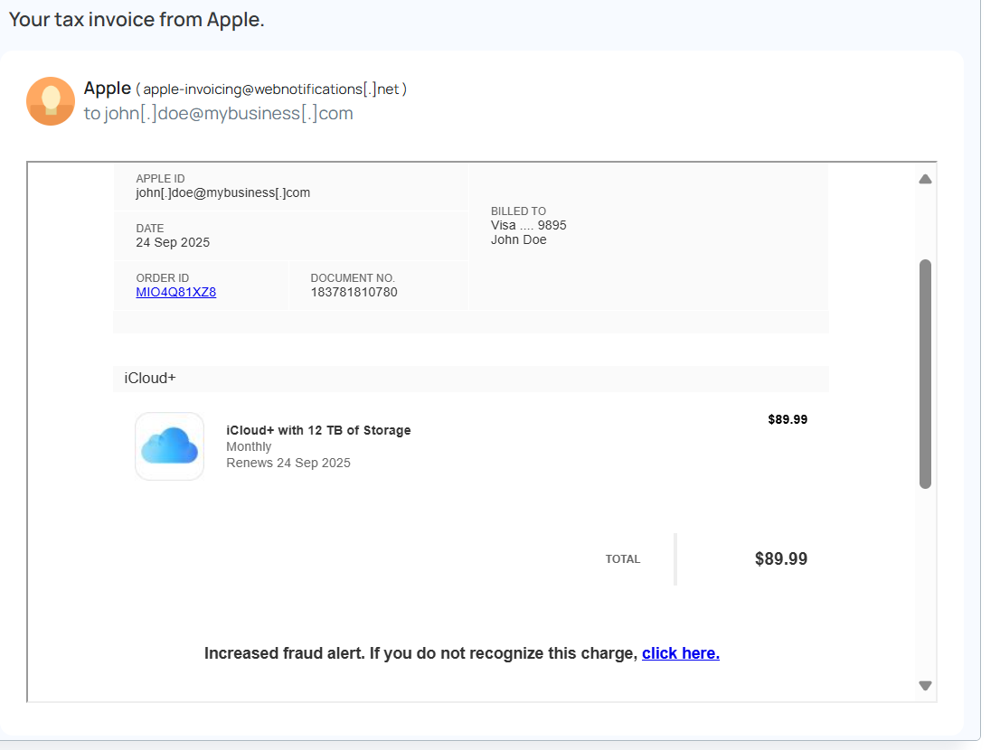 Your tax invoice from Apple.
Apple ( apple-invoicing@webnotifications[.]net )
to john[.]doe@mybusiness[.]com
APPLE ID
john[.]doe@mybusiness[.]com
DATE
24 Sep 2025
ORDER ID
MIO4Q81XZ8
DOCUMENT NO.
183781810780
BILLED TO
Visa .... 9895
John Doe
iCloud+
iCloud+ with 12 TB of Storage
$89.99
Monthly
Renews 24 Sep 2025
TOTAL
$89.99
Increased fraud alert. If you do not recognize this charge, click here.